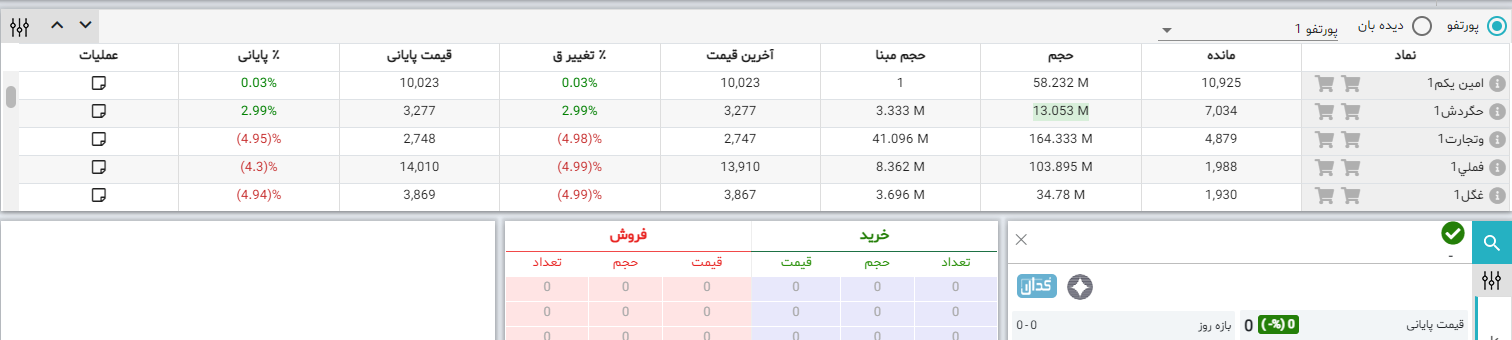 پورتفو دیده بان پورتفو 1
نماد مانده حجم حجم مبنا آخرین قیمت ٪ تغییر ق قیمت پایانی ٪ پایانی عملیات
امین یکم1 10,925 58.232 M 1 10,023 0.03% 10,023 0.03%
حگردش1 7,034 13.053 M 3.333 M 3,277 2.99% 3,277 2.99%
وتجارت1 4,879 164.333 M 41.096 M 2,747 (4.98)% 2,748 (4.95)%
فملي1 1,988 103.895 M 8.362 M 13,910 (4.99)% 14,010 (4.3)%
غگل1 1,930 34.78 M 3.696 M 3,867 (4.99)% 3,869 (4.94)%
خرید فروش
تعداد حجم قیمت قیمت حجم تعداد
0 0 0 0 0 0
0 0 0 0 0 0
0 0 0 0 0 0
-
کدال
قیمت پایانی 0 (-%) 0 بازه روز 0-0